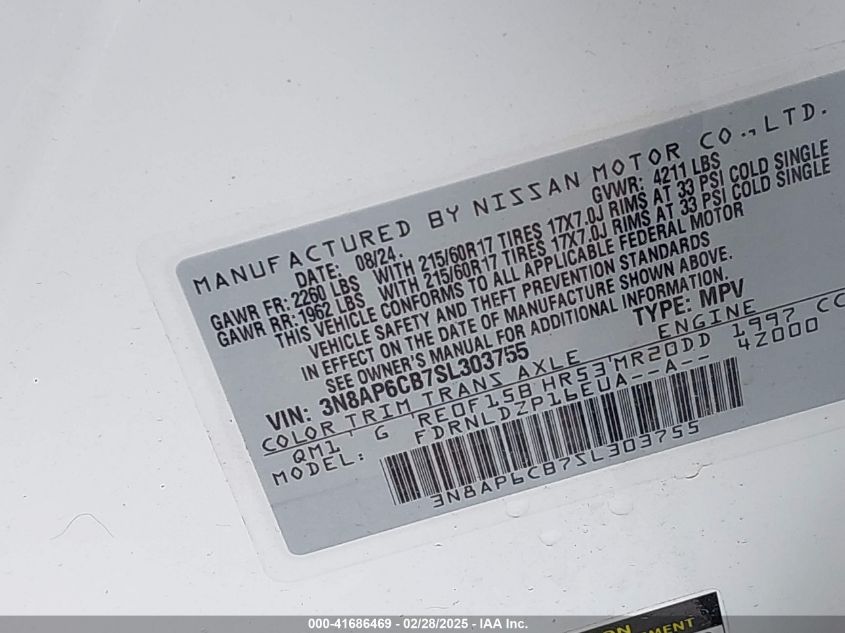 MANUFACTURED BY NISSAN MOTOR CO.,LTD.
DATE: 08/24. GVWR: 4211 LBS
GAWR FR: 2260 LBS WITH 215/60R17 TIRES 17X7.0J RIMS AT 33 PSI COLD SINGLE
GAWR RR: 1962 LBS WITH 215/60R17 TIRES 17X7.0J RIMS AT 33 PSI COLD SINGLE
THIS VEHICLE CONFORMS TO ALL APPLICABLE FEDERAL MOTOR
VEHICLE SAFETY AND THEFT PREVENTION STANDARDS
IN EFFECT ON THE DATE OF MANUFACTURE SHOWN ABOVE.
SEE OWNER'S MANUAL FOR ADDITIONAL INFORMATION.
VIN: 3N8AP6CB7SL303755 TYPE: MPV
COLOR TRIM TRANS AXLE ENGINE 1997 CC
QM1 G RE0F15B HR53 MR20DD 4Z000
MODEL: FDRNLDZP16EUA--A--
3N8AP6CB7SL303755
000-41686469 - 02/28/2025 - IAA Inc.